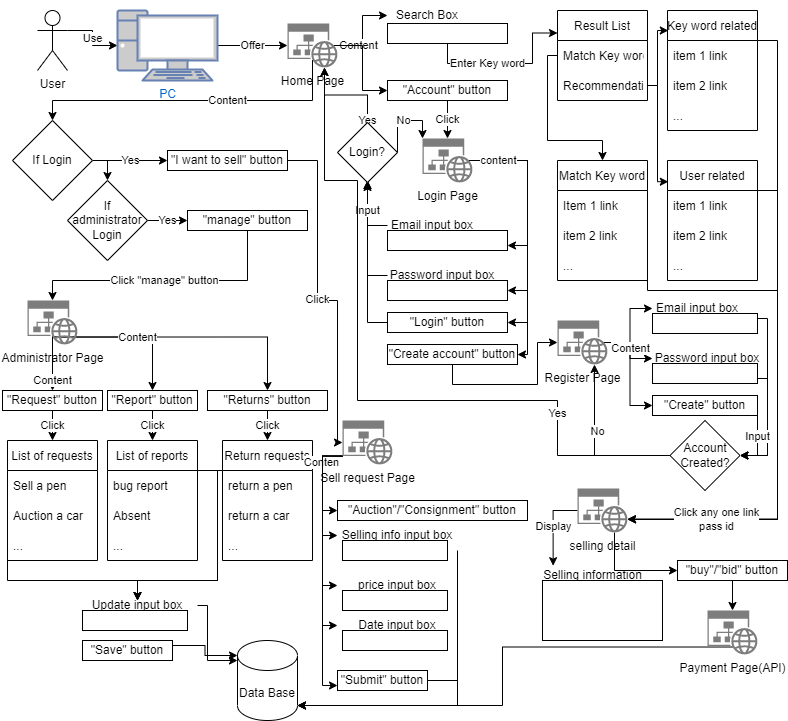 Search Box
Result List
Key word related
Use
Offer
Content
Home Page
Enter Key word
Match Key wor
item 1 link
User
PC
"Account" button
Recommendati
item 2 link
...
Content
Yes
No
Click
If Login
Yes
"I want to sell" button
Login?
content
Login Page
Match Key word
User related
If
administrator
Login
Yes
"manage" button
Input
Email input box
Item 1 link
item 1 link
item 2 link
item 2 link
...
...
Click "manage" button
Password input box
Click
Email input box
"Login" button
Administrator Page
Content
"Create account" button
Content
Password input box
Register Page
Content
"Request" button
"Report" button
"Returns" button
"Create" button
Yes
Click
Click
Click
No
Input
List of requests
List of reports
Return requests
Conten
Account
Created?
Sell a pen
bug report
return a pen
Sell request Page
Auction a car
Absent
return a car
"Auction"/"Consignment" button
Click any one link
pass id
...
...
...
Display
Selling info input box
selling detail
Selling information
"buy"/"bid" button
price input box
Update input box
Date input box
"Save" button
Payment Page(API)
"Submit" button
Data Base